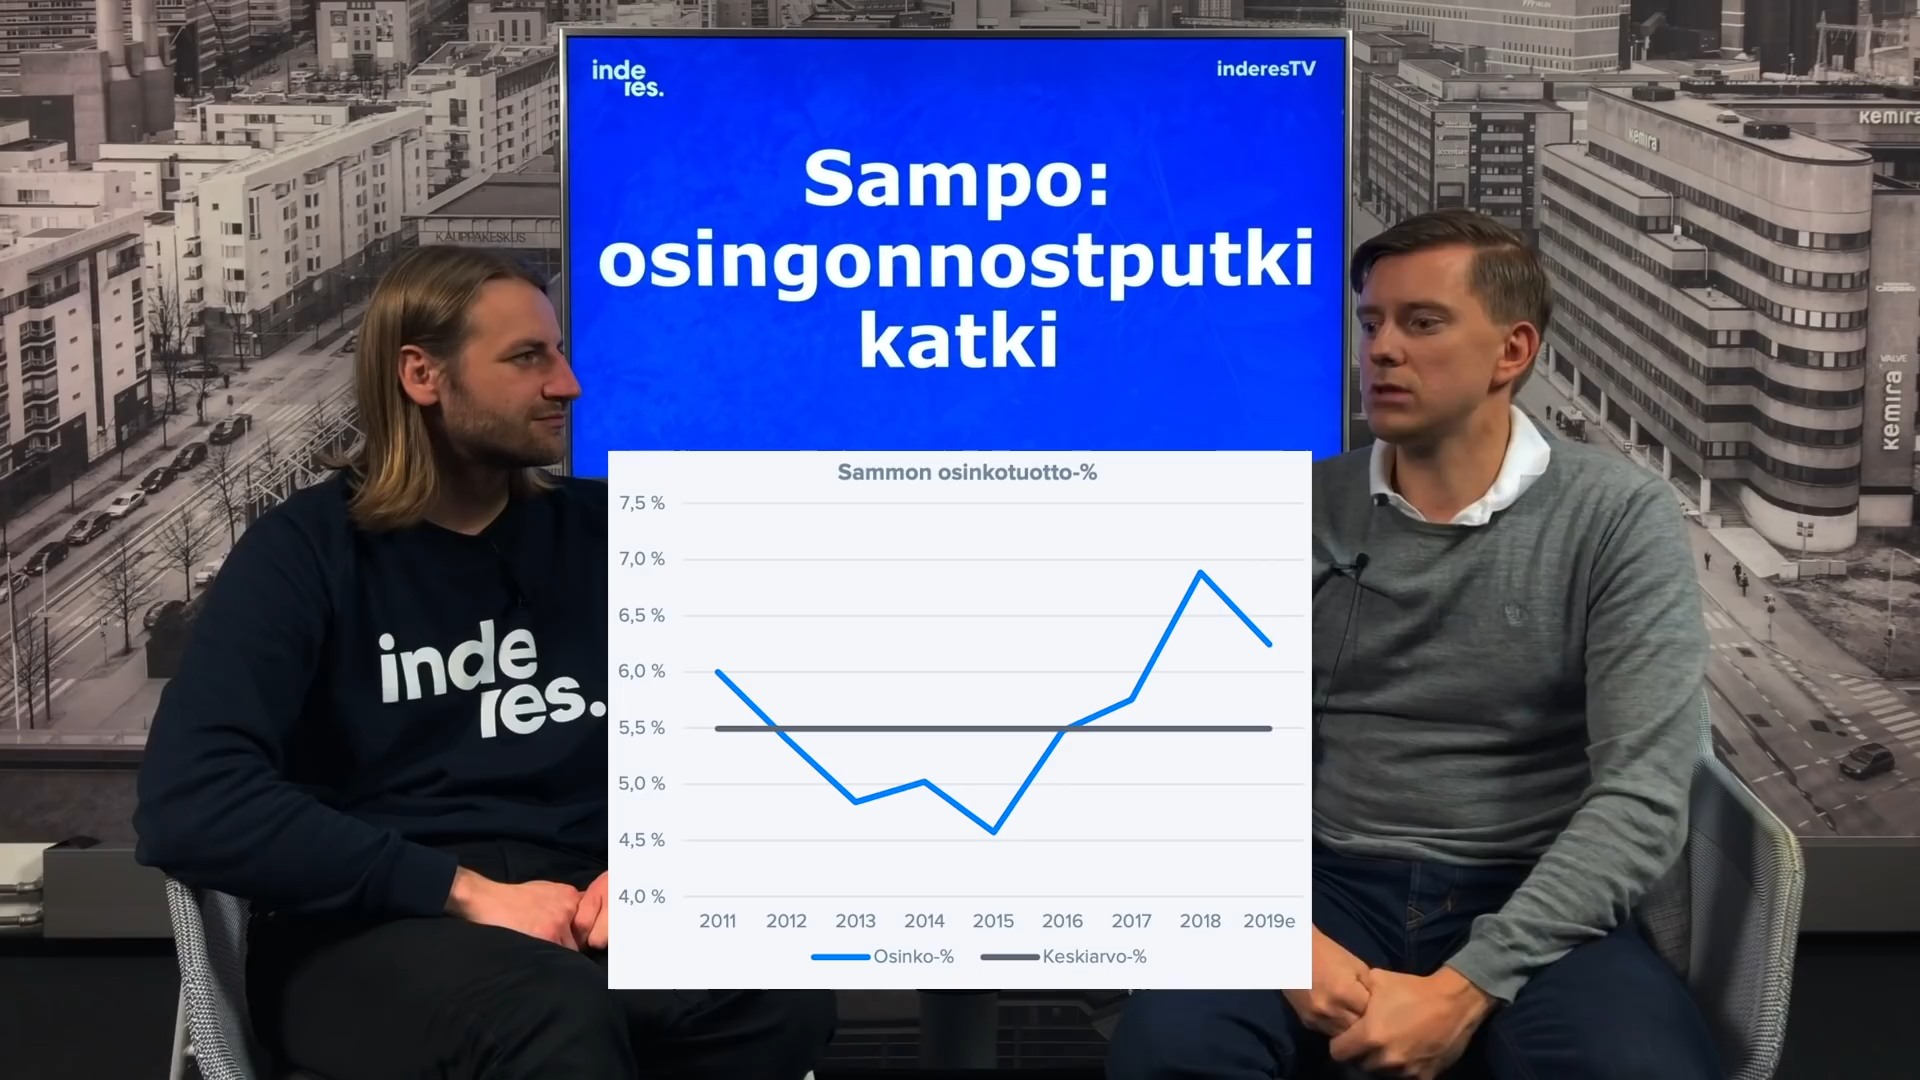 inde
res.
inderesTV
Sampo:
osingonnostputki
katki
KAUPPAKESKUS
kemira
kemira
VALVE
kemira
inde
res.
Sammon osinkotuotto-%
7,5 %
7,0 %
6,5 %
6,0 %
5,5 %
5,0 %
4,5 %
4,0 %
2011 2012 2013 2014 2015 2016 2017 2018 2019e
Osinko-% Keskiarvo-%